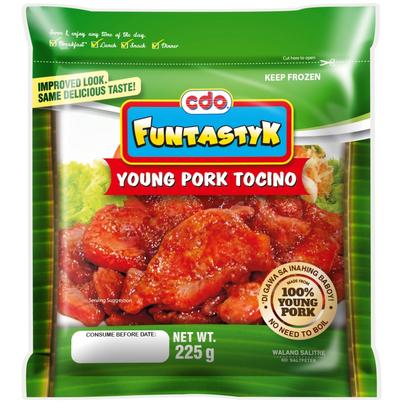 Serve & enjoy any time of the day.
Breakfast Lunch Snack Dinner
Cut here to open
IMPROVED LOOK.
SAME DELICIOUS TASTE!
KEEP FROZEN
cdo
FUNTASTYK
YOUNG PORK TOCINO
Serving Suggestion
• DI GAWA SA INAHING BABOY! •
MADE FROM
100%
YOUNG
PORK
NO NEED TO BOIL
CONSUME BEFORE DATE:
NET WT.
225 g
WALANG SALITRE
NO SALTPETER